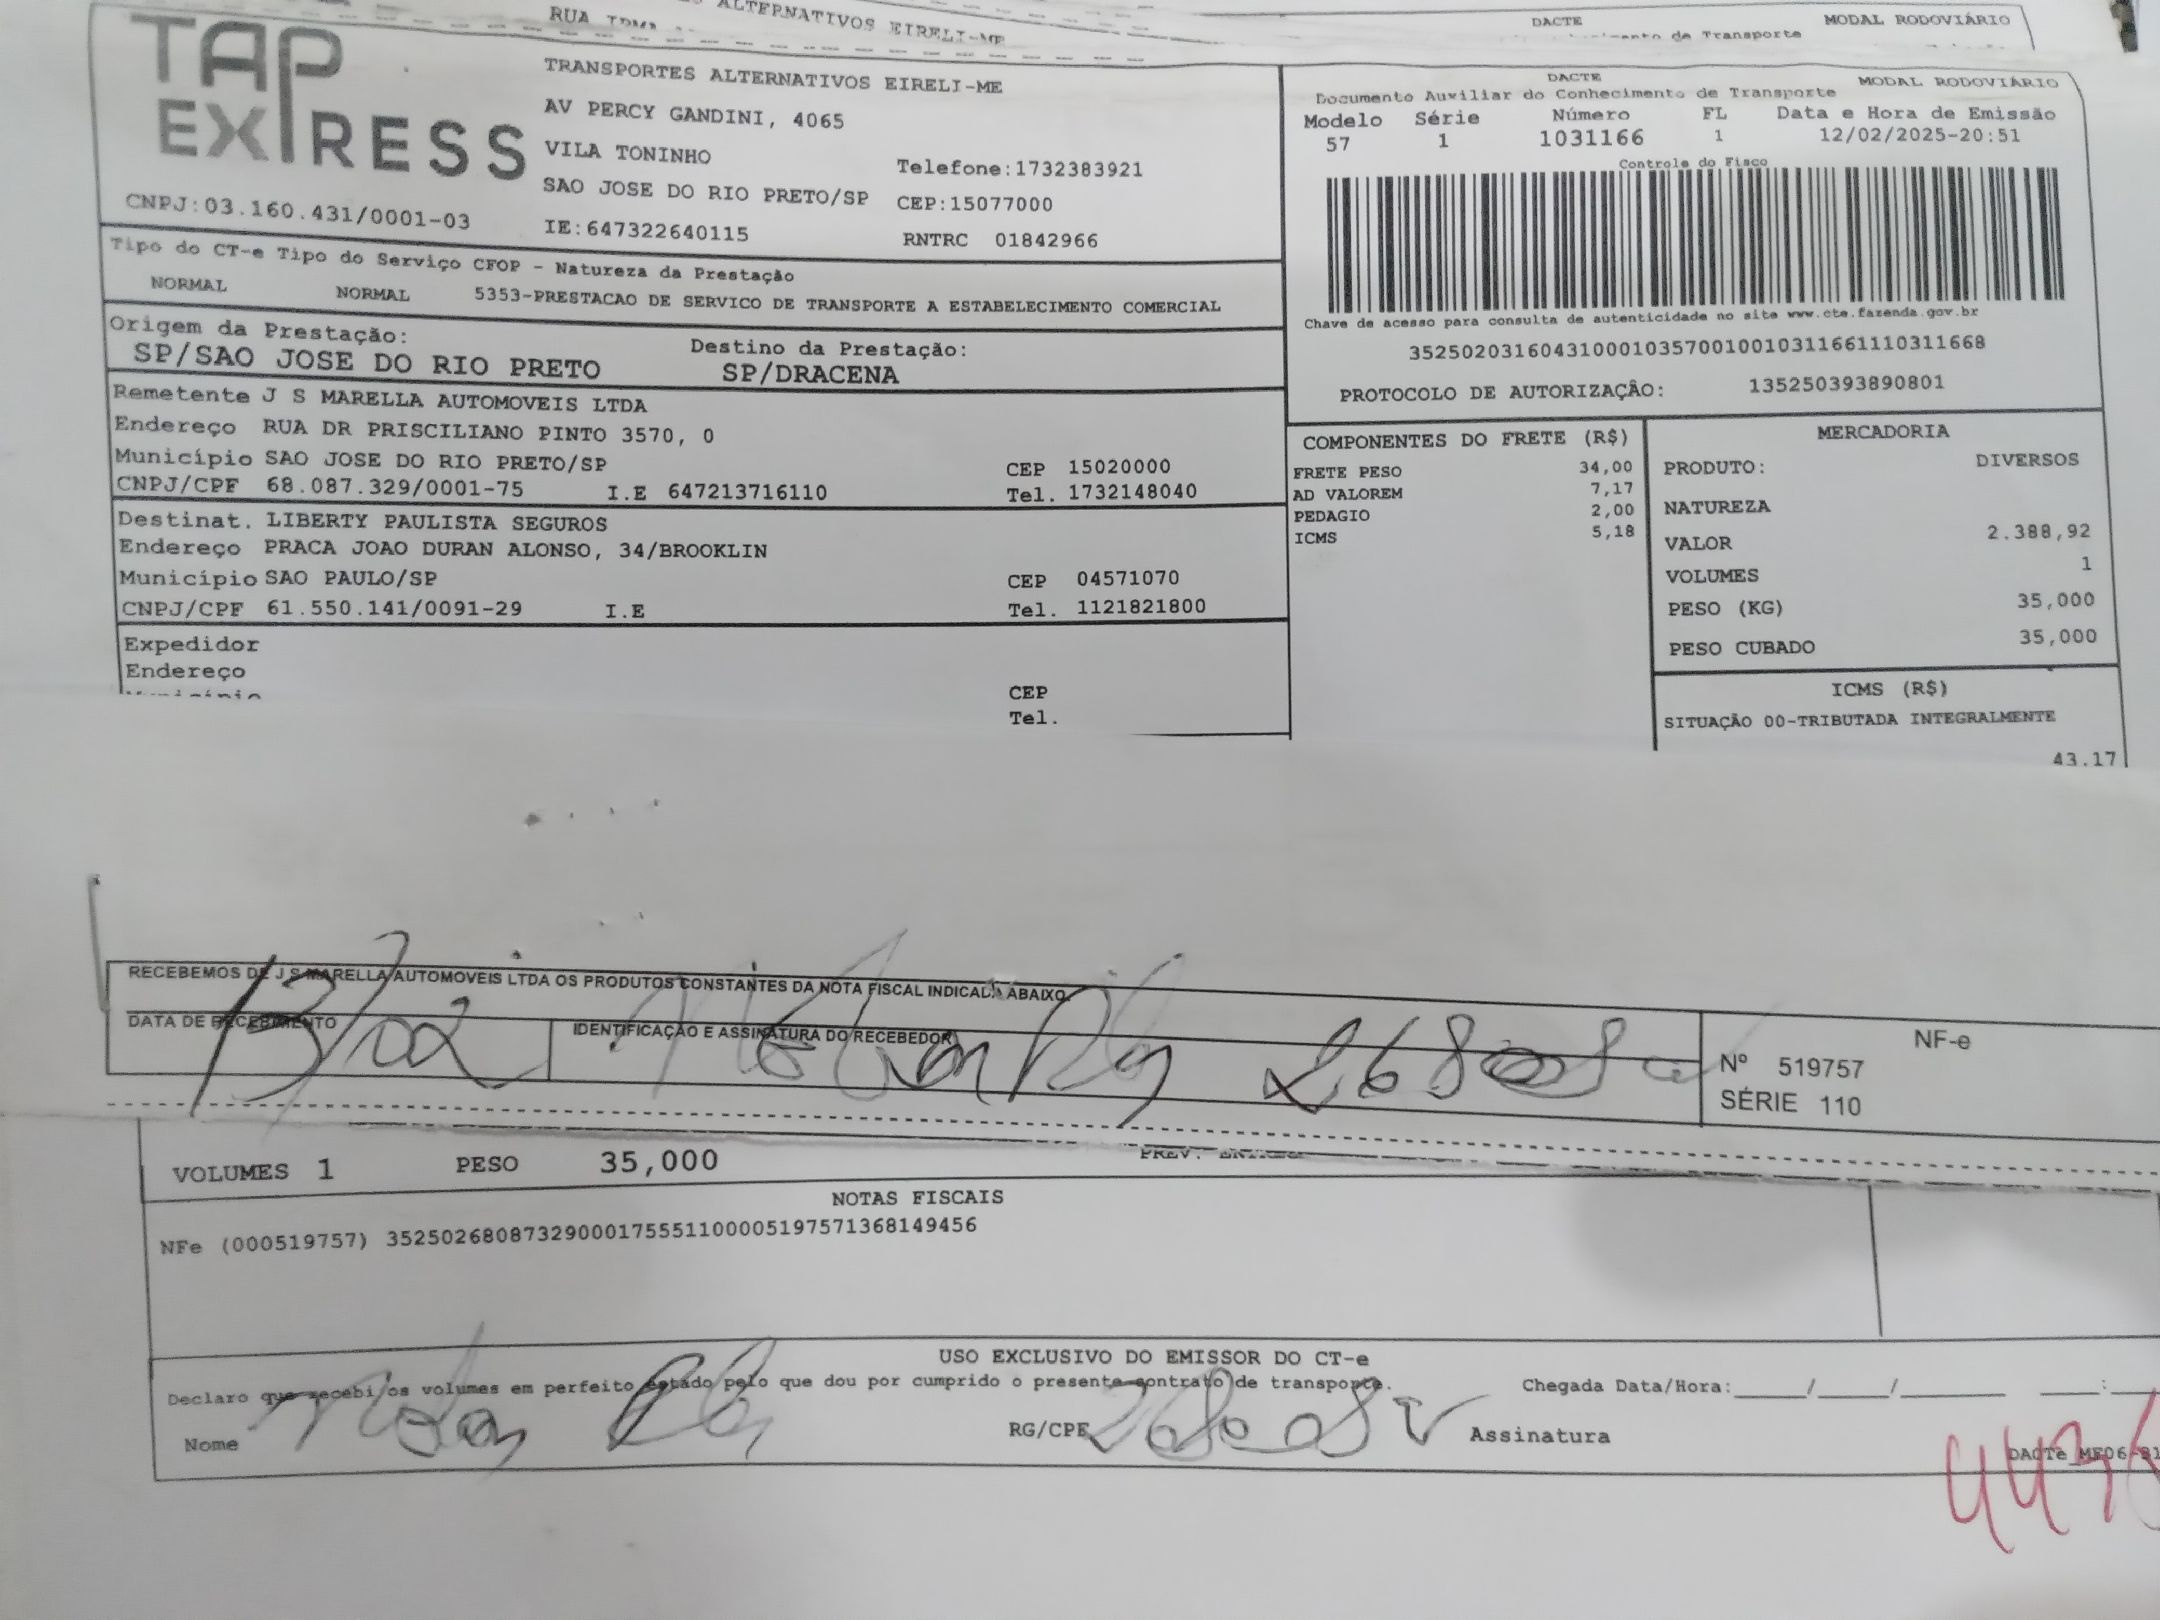 ALTERNATIVOS EIRELI-ME
RUA
DACTE
MODAL RODOVIÁRIO
de Transporte
TAP EXPRESS
CNPJ:03.160.431/0001-03
TRANSPORTES ALTERNATIVOS EIRELI-ME
AV PERCY GANDINI, 4065
VILA TONINHO
Telefone:1732383921
SAO JOSE DO RIO PRETO/SP CEP:15077000
IE:647322640115 RNTRC 01842966
DACTE MODAL RODOVIÁRIO
Documento Auxiliar do Conhecimento de Transporte
Modelo Série Número FL Data e Hora de Emissão
57 1 1031166 1 12/02/2025-20:51
Controle do Fisco
Chave de acesso para consulta de autenticidade no site www.cte.fazenda.gov.br
35250203160431000103570010010311661110311668
PROTOCOLO DE AUTORIZAÇÂO: 135250393890801
Tipo do CT-e Tipo do Serviço CFOP - Natureza da Prestação
NORMAL NORMAL 5353-PRESTACAO DE SERVICO DE TRANSPORTE A ESTABELECIMENTO COMERCIAL
Origem da Prestação: Destino da Prestação:
SP/SAO JOSE DO RIO PRETO SP/DRACENA
Remetente J S MARELLA AUTOMOVEIS LTDA
Endereço RUA DR PRISCILIANO PINTO 3570, 0
Município SAO JOSE DO RIO PRETO/SP CEP 15020000
CNPJ/CPF 68.087.329/0001-75 I.E 647213716110 Tel. 1732148040
Destinat. LIBERTY PAULISTA SEGUROS
Endereço PRACA JOAO DURAN ALONSO, 34/BROOKLIN
Município SAO PAULO/SP CEP 04571070
CNPJ/CPF 61.550.141/0091-29 I.E Tel. 1121821800
Expedidor
Endereço
CEP
Tel.
COMPONENTES DO FRETE (R$)
FRETE PESO 34,00
AD VALOREM 7,17
PEDAGIO 2,00
ICMS 5,18
MERCADORIA
PRODUTO: DIVERSOS
NATUREZA
VALOR 2.388,92
VOLUMES 1
PESO (KG) 35,000
PESO CUBADO 35,000
ICMS (R$)
SITUAÇÃO 00-TRIBUTADA INTEGRALMENTE
43.17
RECEBEMOS DE J S MARELLA AUTOMOVEIS LTDA OS PRODUTOS CONSTANTES DA NOTA FISCAL INDICADA ABAIXO.
DATA DE RECEBIMENTO IDENTIFICAÇÃO E ASSINATURA DO RECEBEDOR
NF-e
Nº 519757
SÉRIE 110
VOLUMES 1 PESO 35,000
NOTAS FISCAIS
NFe (000519757) 35250268087329000175551100005197571368149456
USO EXCLUSIVO DO EMISSOR DO CT-e
Declaro que recebi os volumes em perfeito estado pelo que dou por cumprido o presente contrato de transporte. Chegada Data/Hora:_____/_____/_______ ____:____
Nome RG/CPF Assinatura